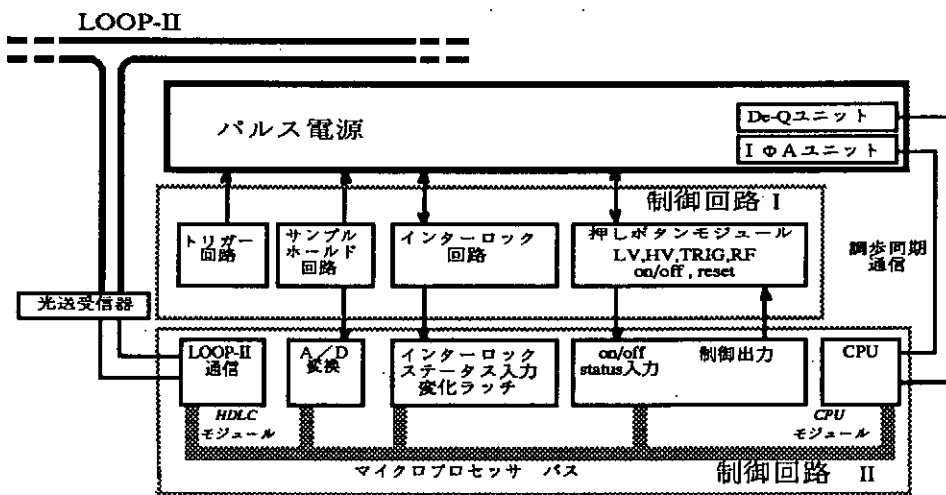 LOOP-II
パルス電源
De-Qユニット
IΦAユニット
制御回路 I
トリガー
回路
サンプル
ホールド
回路
インターロック
回路
押しボタンモジュール
LV,HV,TRIG,RF
on/off , reset
調歩同期
通信
光送受信器
LOOP-II
通信
A/D
変換
インターロック
ステータス入力
変化ラッチ
on/off
status入力
制御出力
CPU
HDLC
モジュール
CPU
モジュール
マイクロプロセッサ バス
制御回路 II